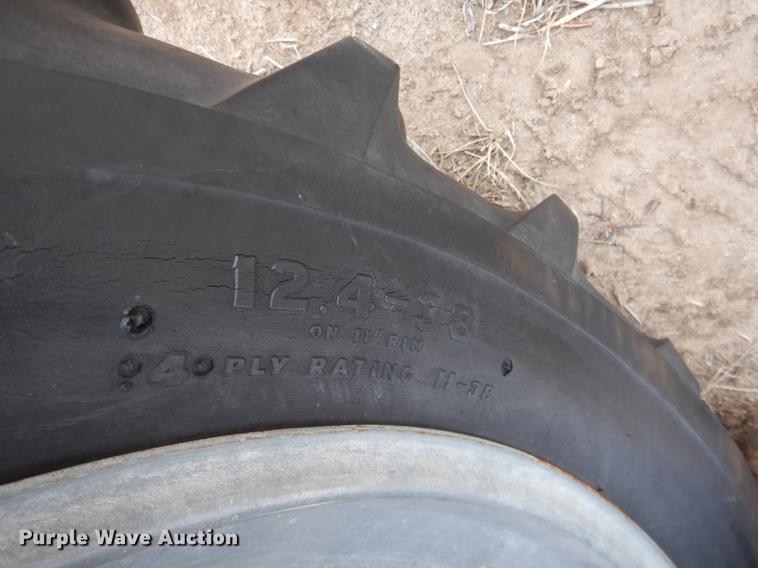 12.4-38
ON 11" RIM
4 PLY RATING 11-38
Purple Wave Auction